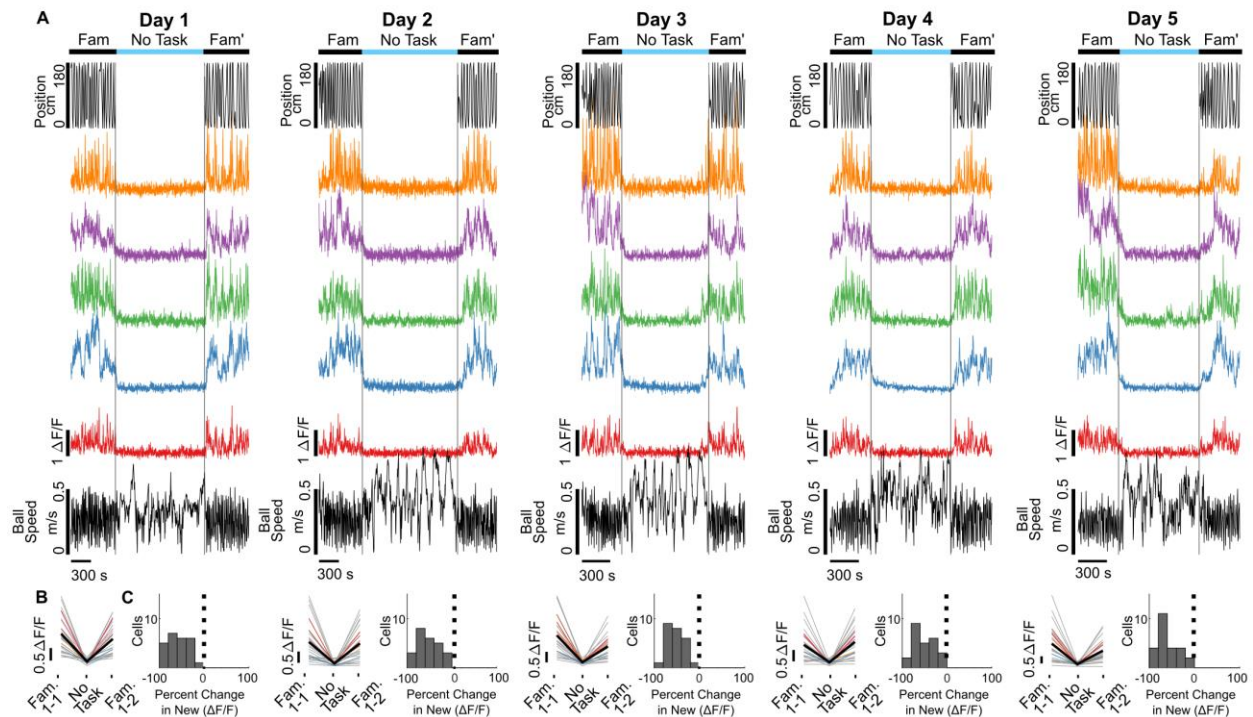 A
Day 1
Day 2
Day 3
Day 4
Day 5
Fam No Task Fam'
Fam No Task Fam'
Fam No Task Fam'
Fam No Task Fam'
Fam No Task Fam'
Position
cm
0 180
Position
cm
0 180
Position
cm
0 180
Position
cm
0 180
Position
cm
0 180
1 ΔF/F
1 ΔF/F
1 ΔF/F
1 ΔF/F
1 ΔF/F
Ball
Speed
m/s
0 0.5
Ball
Speed
m/s
0 0.5
Ball
Speed
m/s
0 0.5
Ball
Speed
m/s
0 0.5
Ball
Speed
m/s
0 0.5
300 s
300 s
300 s
300 s
300 s
B
0.5 ΔF/F
Fam.
1-1
No
Task
Fam.
1-2
C
Cells
10
-100 0 100
Percent Change
in New (ΔF/F)
0.5 ΔF/F
Fam.
1-1
No
Task
Fam.
1-2
Cells
10
-100 0 100
Percent Change
in New (ΔF/F)
0.5 ΔF/F
Fam.
1-1
No
Task
Fam.
1-2
Cells
10
-100 0 100
Percent Change
in New (ΔF/F)
0.5 ΔF/F
Fam.
1-1
No
Task
Fam.
1-2
Cells
10
-100 0 100
Percent Change
in New (ΔF/F)
0.5 ΔF/F
Fam.
1-1
No
Task
Fam.
1-2
Cells
10
-100 0 100
Percent Change
in New (ΔF/F)